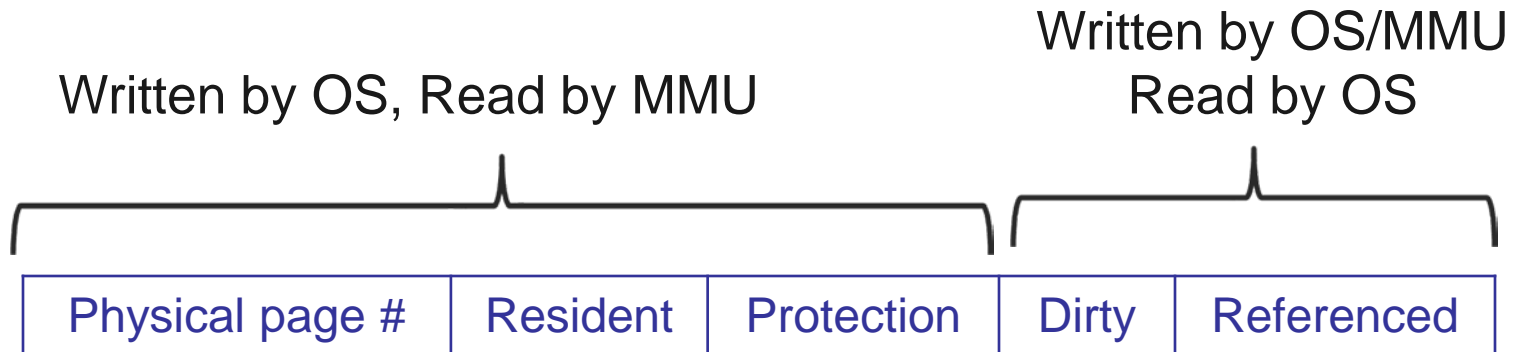 Written by OS/MMU
Written by OS, Read by MMU
Read by OS
Physical page # Resident Protection Dirty Referenced